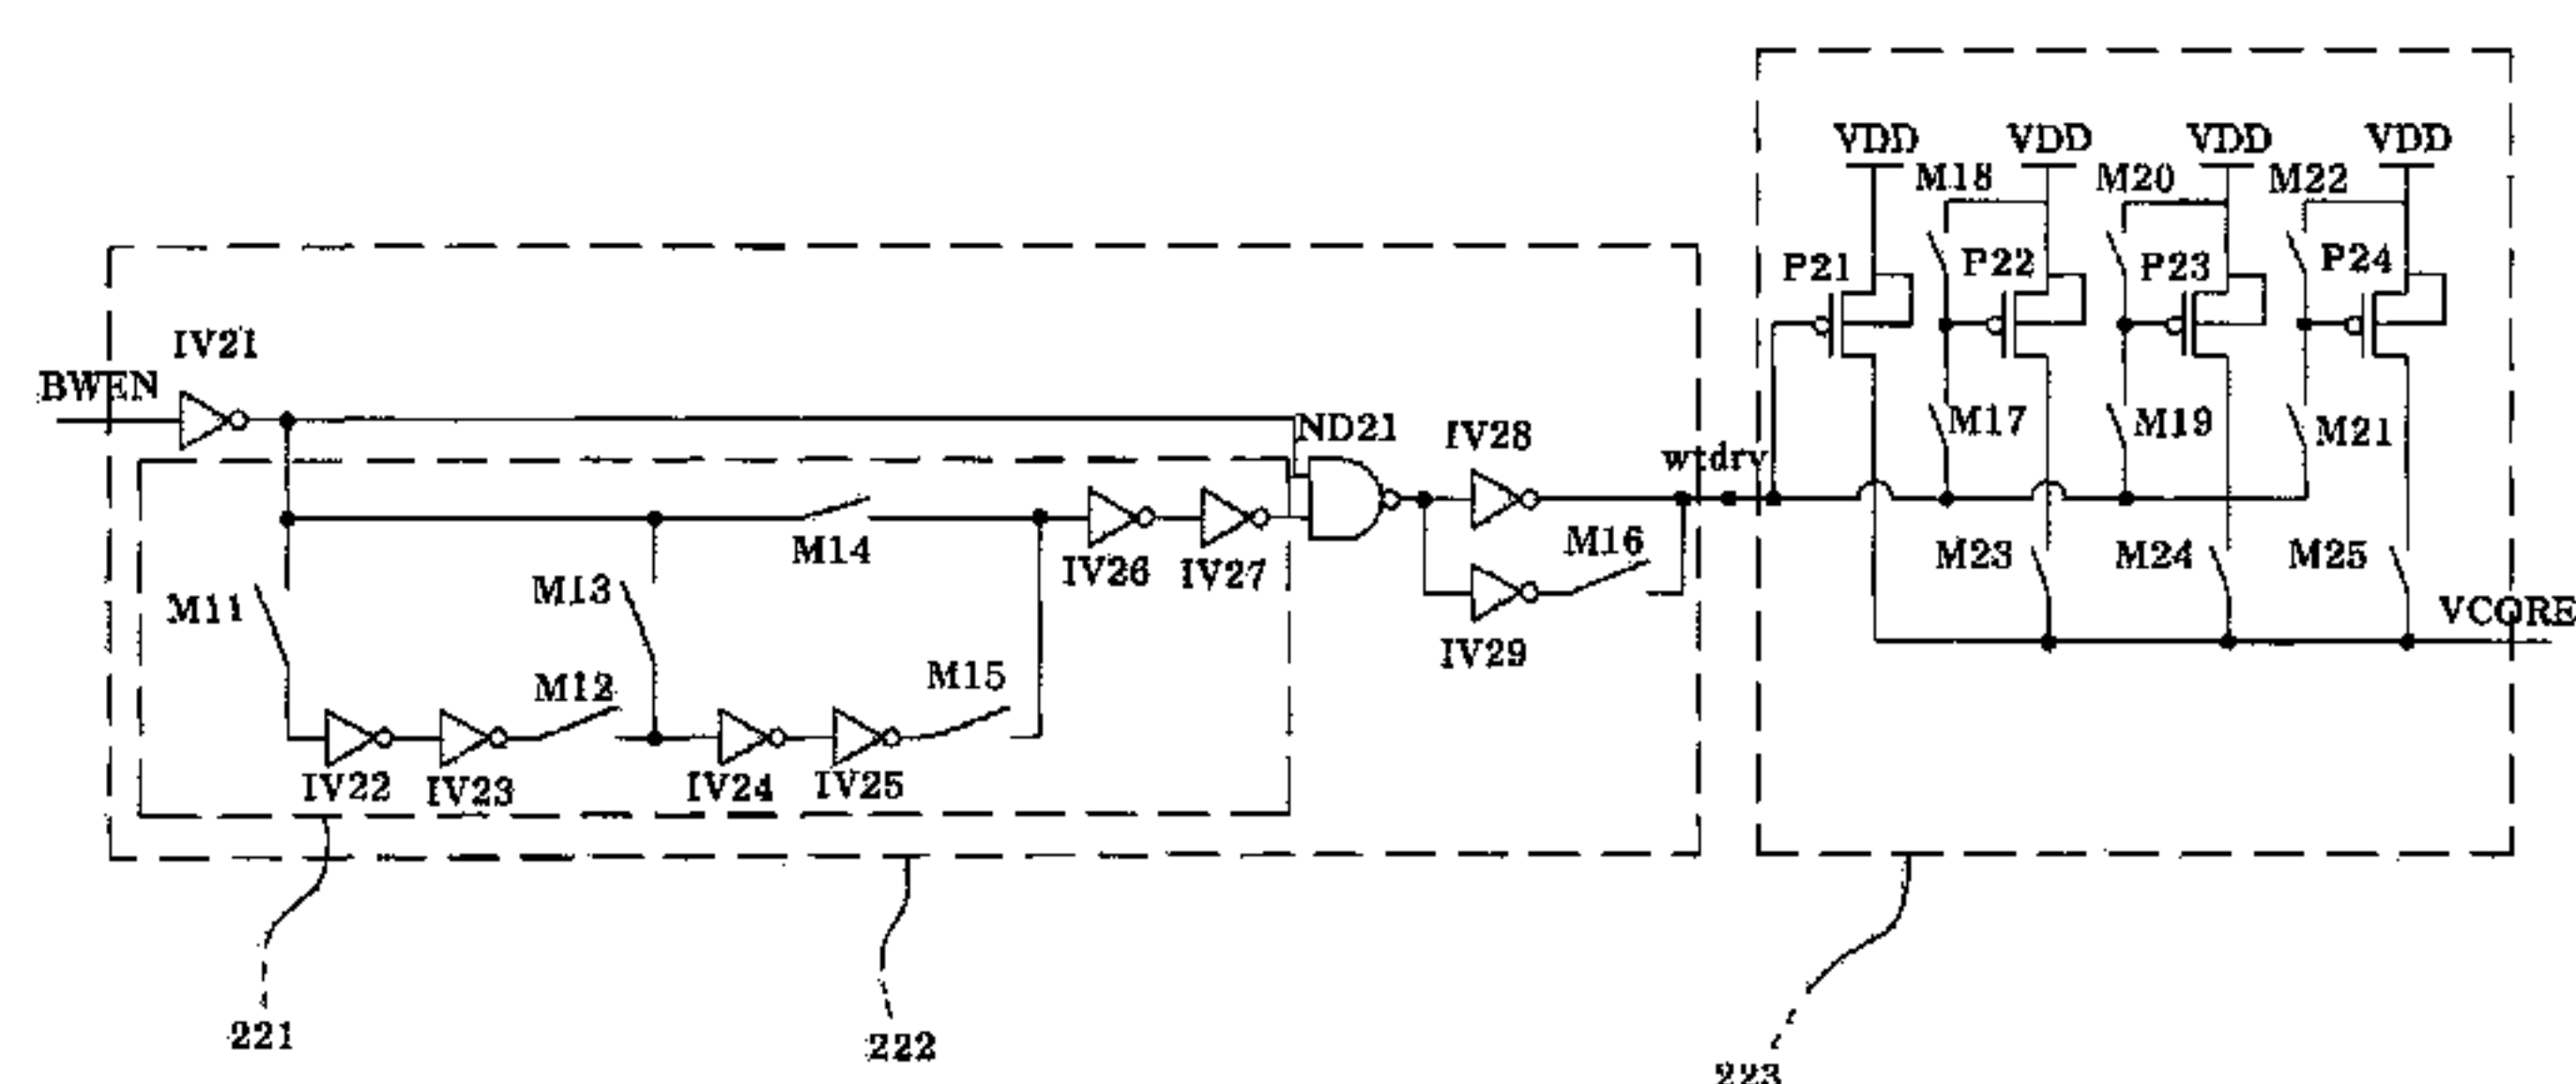 VDD VDD VDD VDD
M18 M20 M22
P21 P22 P23 P24
IV21
BWEN
ND21 IV28 M17 M19 M21
wtdrv
M14 IV26 IV27 M16 M23 M24 M25
M11 M13 VCORE
IV29
M12 M15
IV22 IV23 IV24 IV25
221 222 223